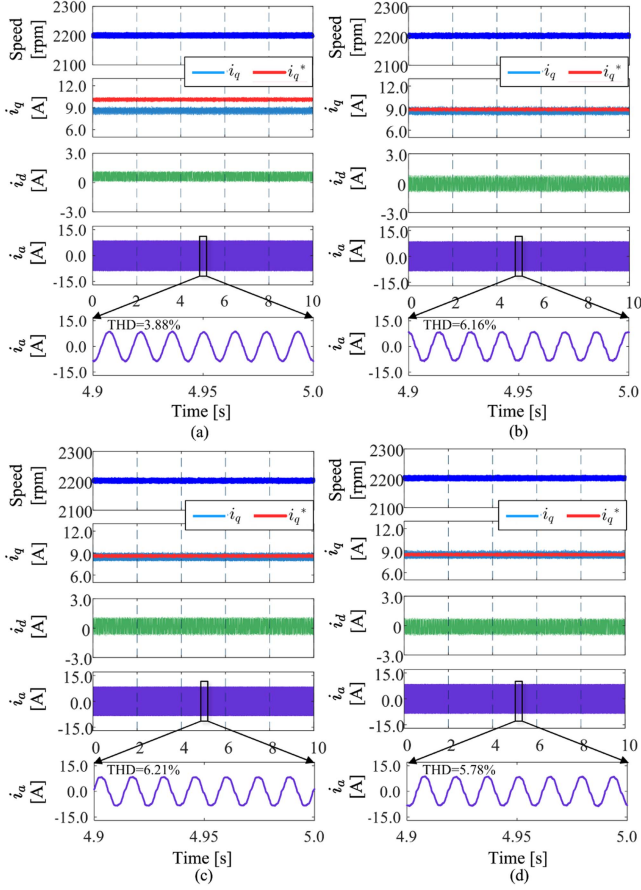 2300
Speed [rpm]
2200
2100
i_q i_q*
12.0
i_q [A]
9.0
6.0
3.0
i_d [A]
0
-3.0
15.0
i_a [A]
0.0
-15.0
0 2 4 6 8 10
15.0
THD=3.88%
i_a [A]
0.0
-15.0
4.9 4.95 5.0
Time [s]
(a)
2300
Speed [rpm]
2200
2100
i_q i_q*
12.0
i_q [A]
9.0
6.0
3.0
i_d [A]
0
-3.0
15.0
i_a [A]
0.0
-15.0
0 2 4 6 8 10
15.0
THD=6.16%
i_a [A]
0.0
-15.0
4.9 4.95 5.0
Time [s]
(b)
2300
Speed [rpm]
2200
2100
i_q i_q*
12.0
i_q [A]
9.0
6.0
3.0
i_d [A]
0
-3.0
15.0
i_a [A]
0.0
-15.0
0 2 4 6 8 10
15.0
THD=6.21%
i_a [A]
0.0
-15.0
4.9 4.95 5.0
Time [s]
(c)
2300
Speed [rpm]
2200
2100
i_q i_q*
12.0
i_q [A]
9.0
6.0
3.0
i_d [A]
0.0
-3.0
15.0
i_a [A]
0.0
-15.0
0 2 4 6 8 10
15.0
THD=5.78%
i_a [A]
0.0
-15.0
4.9 4.95 5.0
Time [s]
(d)